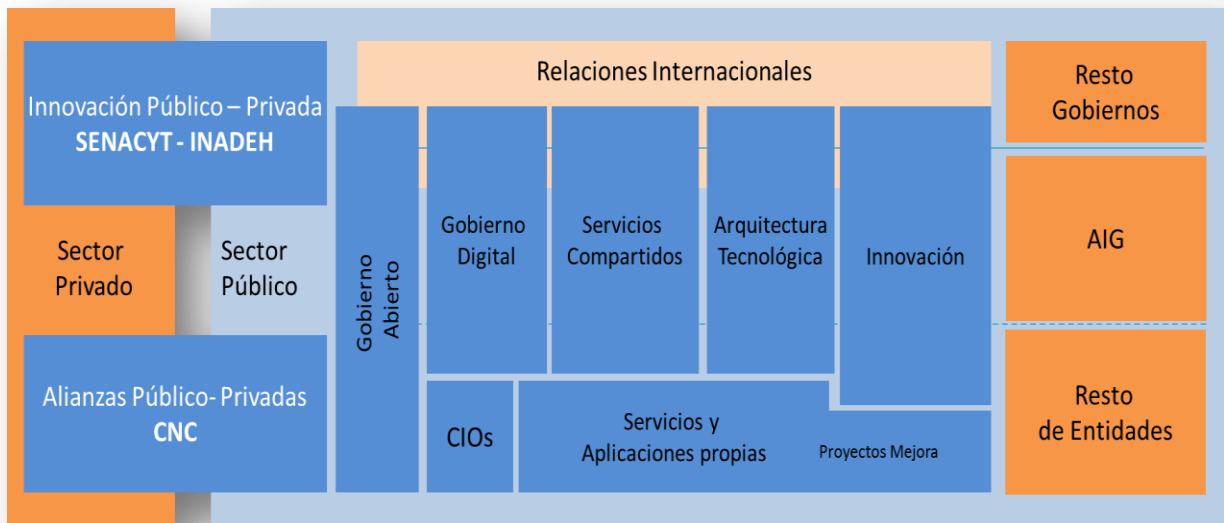 Innovación Público – Privada
SENACYT - INADEH
Sector
Privado
Sector
Público
Alianzas Público- Privadas
CNC
Relaciones Internacionales
Gobierno
Abierto
Gobierno
Digital
Servicios
Compartidos
Arquitectura
Tecnológica
Innovación
CIOs
Servicios y
Aplicaciones propias
Proyectos Mejora
Resto
Gobiernos
AIG
Resto
de Entidades